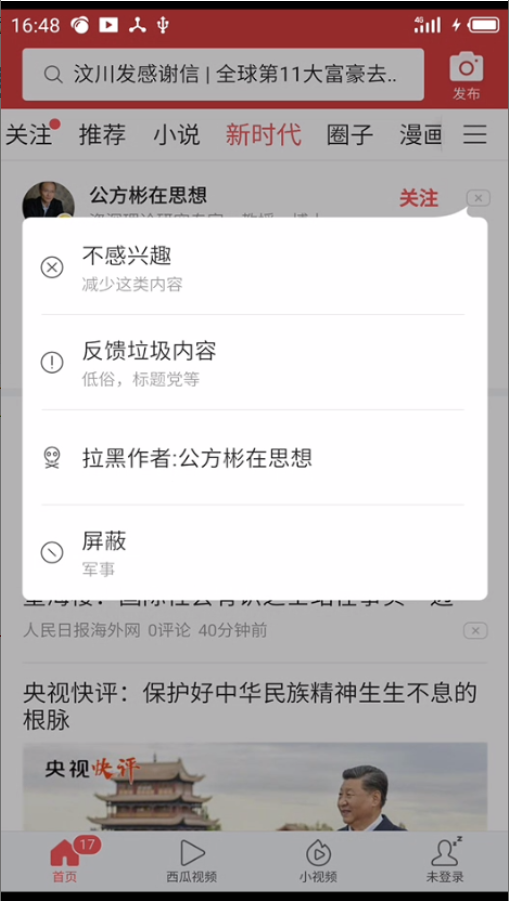 16:48
4G
汶川发感谢信 | 全球第11大富豪去..
发布
关注
推荐
小说
新时代
圈子
漫画
公方彬在思想
关注
不感兴趣
减少这类内容
反馈垃圾内容
低俗，标题党等
拉黑作者:公方彬在思想
屏蔽
军事
人民日报海外网 0评论 40分钟前
央视快评：保护好中华民族精神生生不息的
根脉
央视快评
17
首页
西瓜视频
小视频
未登录